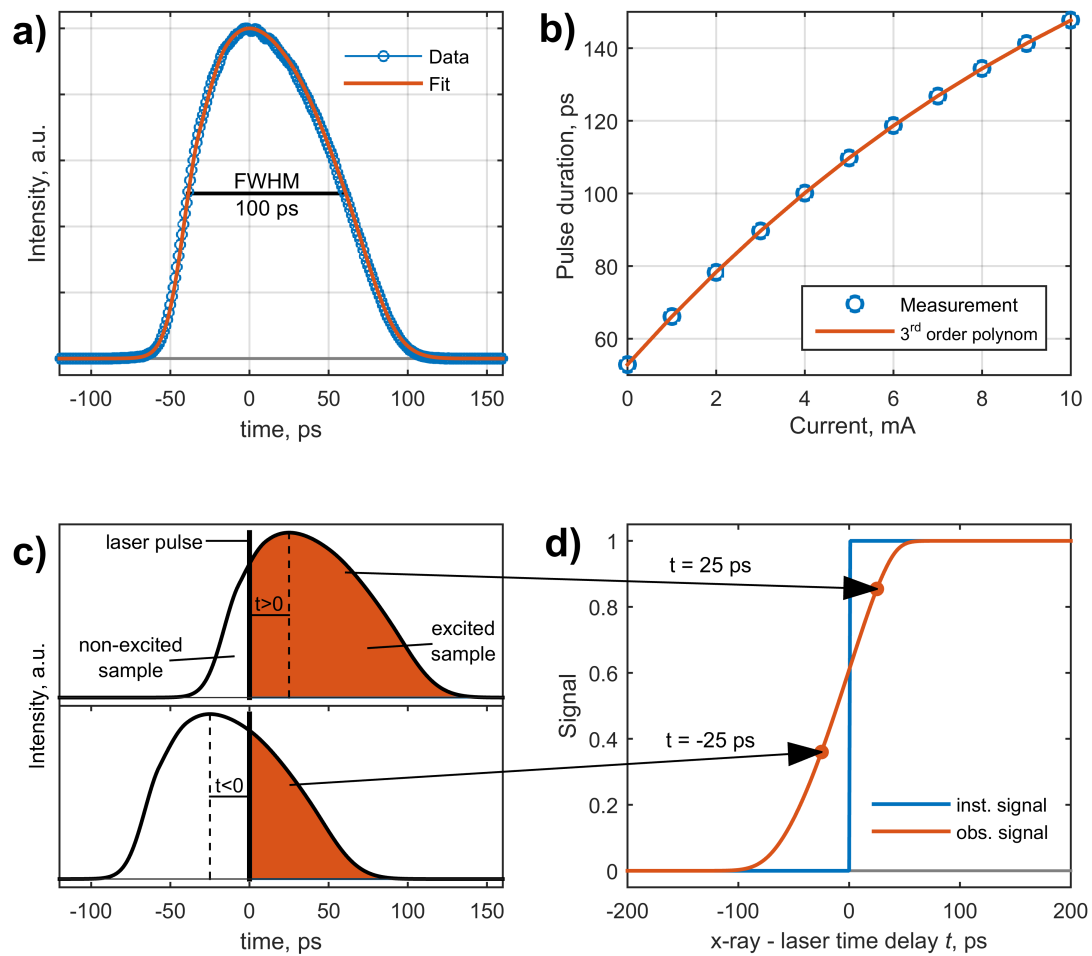 a)
Intensity, a.u.
Data
Fit
FWHM
100 ps
-100 -50 0 50 100 150
time, ps
b)
Pulse duration, ps
140
120
100
80
60
Measurement
3rd order polynom
0 2 4 6 8 10
Current, mA
c)
Intensity, a.u.
laser pulse
t>0
non-excited
sample
excited
sample
t<0
-100 -50 0 50 100 150
time, ps
d)
Signal
1
0.8
0.6
0.4
0.2
0
t = 25 ps
t = -25 ps
inst. signal
obs. signal
-200 -100 0 100 200
x-ray - laser time delay t, ps